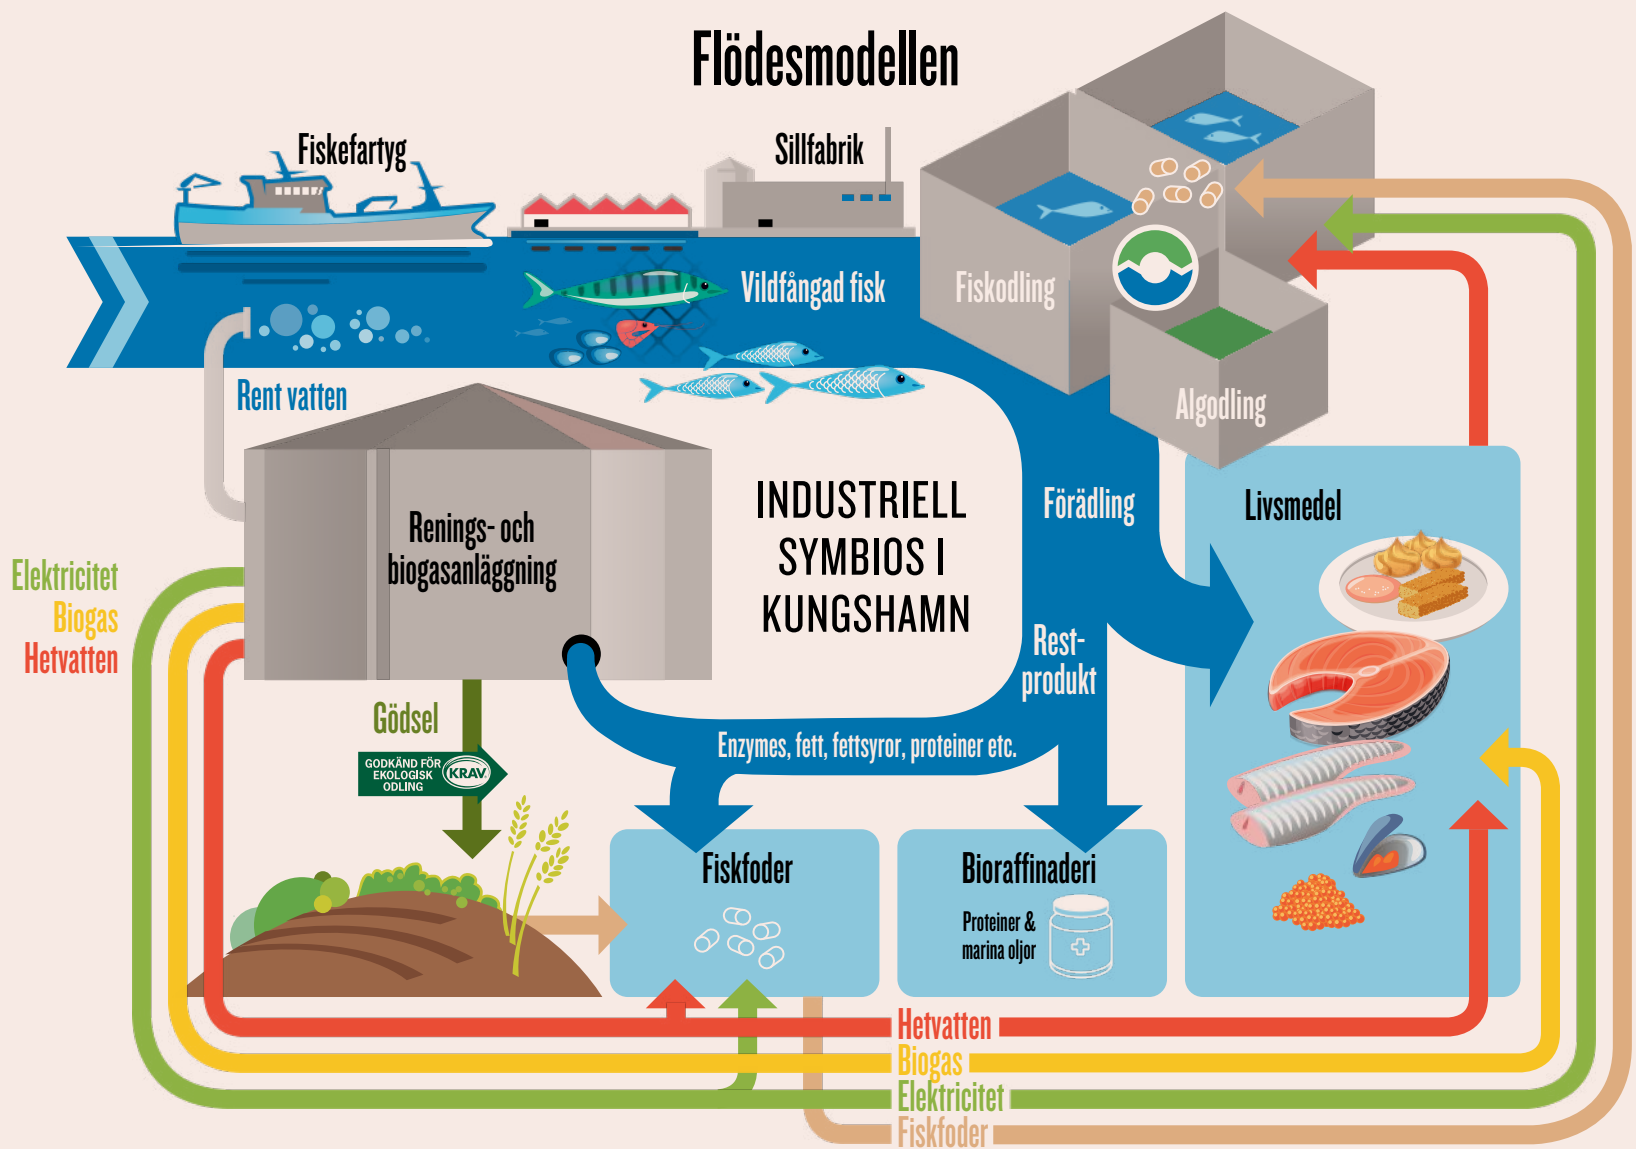 Flödesmodellen
Fiskefartyg
Sillfabrik
Vildfångad fisk
Fiskodling
Algodling
Rent vatten
Renings- och
biogasanläggning
INDUSTRIELL
SYMBIOS I
KUNGSHAMN
Förädling
Livsmedel
Elektricitet
Biogas
Hetvatten
Rest-
produkt
Gödsel
GODKÄND FÖR
EKOLOGISK
ODLING
KRAV
Enzymes, fett, fettsyror, proteiner etc.
Fiskfoder
Bioraffinaderi
Proteiner &
marina oljor
Hetvatten
Biogas
Elektricitet
Fiskfoder